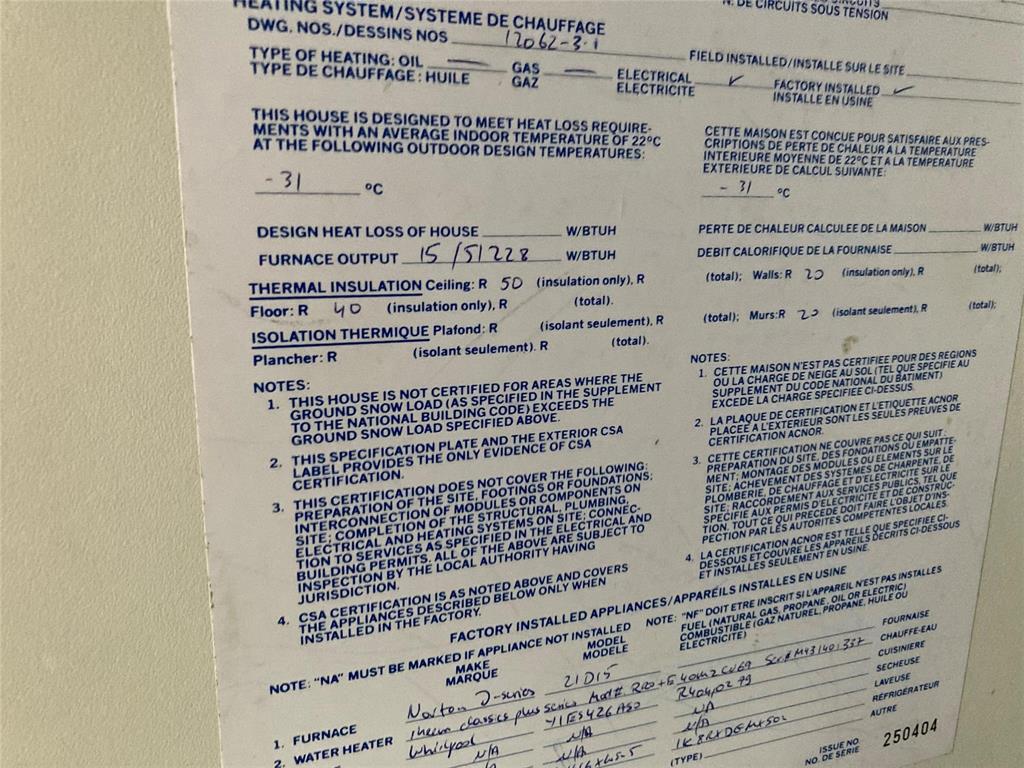 HEATING SYSTEM/SYSTEME DE CHAUFFAGE
N. DE CIRCUITS SOUS TENSION
DWG. NOS./DESSINS NOS 12062-3.1
FIELD INSTALLED/INSTALLE SUR LE SITE
TYPE OF HEATING: OIL — GAS — ELECTRICAL ✓ FACTORY INSTALLED ✓
TYPE DE CHAUFFAGE: HUILE GAZ ELECTRICITE INSTALLE EN USINE
THIS HOUSE IS DESIGNED TO MEET HEAT LOSS REQUIRE-
MENTS WITH AN AVERAGE INDOOR TEMPERATURE OF 22°C
AT THE FOLLOWING OUTDOOR DESIGN TEMPERATURES:
-31 °C
CETTE MAISON EST CONCUE POUR SATISFAIRE AUX PRES-
CRIPTIONS DE PERTE DE CHALEUR A LA TEMPERATURE
INTERIEURE MOYENNE DE 22°C ET A LA TEMPERATURE
EXTERIEURE DE CALCUL SUIVANTE:
-31 °C
DESIGN HEAT LOSS OF HOUSE W/BTUH
FURNACE OUTPUT 15/51228 W/BTUH
PERTE DE CHALEUR CALCULEE DE LA MAISON W/BTUH
DEBIT CALORIFIQUE DE LA FOURNAISE W/BTUH
THERMAL INSULATION Ceiling: R 50 (insulation only), R (total); Walls: R 20 (insulation only), R (total);
Floor: R 40 (insulation only), R (total).
ISOLATION THERMIQUE Plafond: R (isolant seulement), R (total); Murs: R 20 (isolant seulement), R (total);
Plancher: R (isolant seulement). R (total).
NOTES:
1. THIS HOUSE IS NOT CERTIFIED FOR AREAS WHERE THE
GROUND SNOW LOAD (AS SPECIFIED IN THE SUPPLEMENT
TO THE NATIONAL BUILDING CODE) EXCEEDS THE
GROUND SNOW LOAD SPECIFIED ABOVE.
2. THIS SPECIFICATION PLATE AND THE EXTERIOR CSA
LABEL PROVIDES THE ONLY EVIDENCE OF CSA
CERTIFICATION.
3. THIS CERTIFICATION DOES NOT COVER THE FOLLOWING:
PREPARATION OF THE SITE, FOOTINGS OR FOUNDATIONS;
INTERCONNECTION OF MODULES OR COMPONENTS ON
SITE; COMPLETION OF THE STRUCTURAL, PLUMBING,
ELECTRICAL AND HEATING SYSTEMS ON SITE; CONNEC-
TION TO SERVICES AS SPECIFIED IN THE ELECTRICAL AND
BUILDING PERMITS. ALL OF THE ABOVE ARE SUBJECT TO
INSPECTION BY THE LOCAL AUTHORITY HAVING
JURISDICTION.
4. CSA CERTIFICATION IS AS NOTED ABOVE AND COVERS
THE APPLIANCES DESCRIBED BELOW ONLY WHEN
INSTALLED IN THE FACTORY.
NOTES:
1. CETTE MAISON N'EST PAS CERTIFIEE POUR DES REGIONS
OU LA CHARGE DE NEIGE AU SOL (TEL QUE SPECIFIE AU
SUPPLEMENT DU CODE NATIONAL DU BATIMENT)
EXCEDE LA CHARGE SPECIFIEE CI-DESSUS.
2. LA PLAQUE DE CERTIFICATION ET L'ETIQUETTE ACNOR
PLACEE A L'EXTERIEUR SONT LES SEULES PREUVES DE
CERTIFICATION ACNOR.
3. CETTE CERTIFICATION NE COUVRE PAS CE QUI SUIT:
PREPARATION DU SITE, DES FONDATIONS OU EMPATTE-
MENT; MONTAGE DES MODULES OU ELEMENTS SUR LE
SITE; ACHEVEMENT DES SYSTEMES DE CHARPENTE, DE
PLOMBERIE, DE CHAUFFAGE ET D'ELECTRICITE SUR LE
SITE; RACCORDEMENT AUX SERVICES PUBLICS, TEL QUE
SPECIFIE AUX PERMIS D'ELECTRICITE ET DE CONSTRUC-
TION. TOUT CE QUI PRECEDE DOIT FAIRE L'OBJET D'INS-
PECTION PAR LES AUTORITES COMPETENTES LOCALES.
4. LA CERTIFICATION ACNOR EST TELLE QUE SPECIFIEE CI-
DESSUS ET COUVRE LES APPAREILS DECRITS CI-DESSOUS
ET INSTALLES SEULEMENT EN USINE.
FACTORY INSTALLED APPLIANCES/APPAREILS INSTALLES EN USINE
NOTE: "NA" MUST BE MARKED IF APPLIANCE NOT INSTALLED
NOTE: "NF" DOIT ETRE INSCRIT SI L'APPAREIL N'EST PAS INSTALLES
MAKE MODEL FUEL (NATURAL GAS, PROPANE, OIL OR ELECTRIC)
MARQUE MODELE COMBUSTIBLE (GAZ NATUREL, PROPANE, HUILE OU
ELECTRICITE)
1. FURNACE 21D15 FOURNAISE
2. WATER HEATER CHAUFFE-EAU
Whirlpool CUISINIERE
N/A N/A N/A SECHEUSE
N/A N/A N/A LAVEUSE
REFRIGÉRATEUR
AUTRE
(TYPE)
ISSUE NO. 250404
NO. DE SERIE